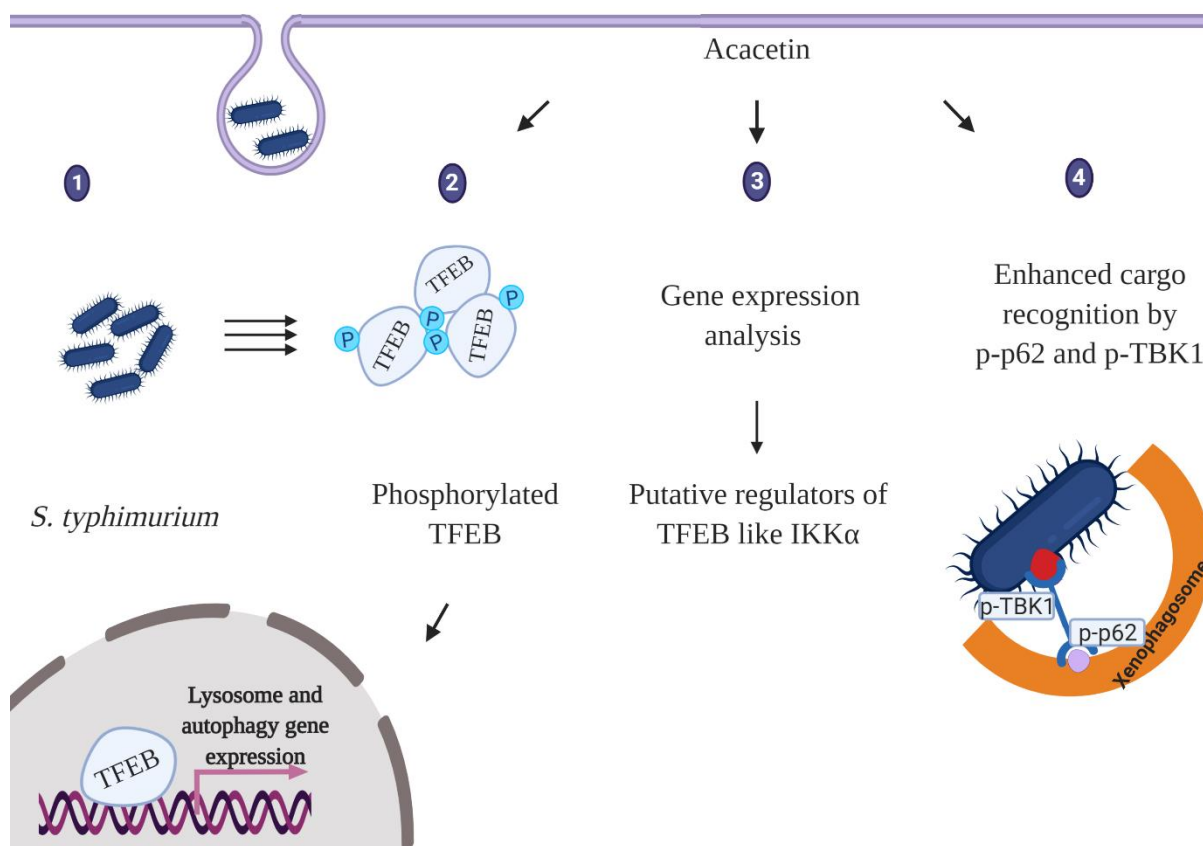 Acacetin
1
2
3
4
TFEB
TFEB
TFEB
P
P
P
P
Gene expression
analysis
Enhanced cargo
recognition by
p-p62 and p-TBK1
S. typhimurium
Phosphorylated
TFEB
Putative regulators of
TFEB like IKKα
p-TBK1
p-p62
Xenophagosome
Lysosome and
autophagy gene
expression
TFEB